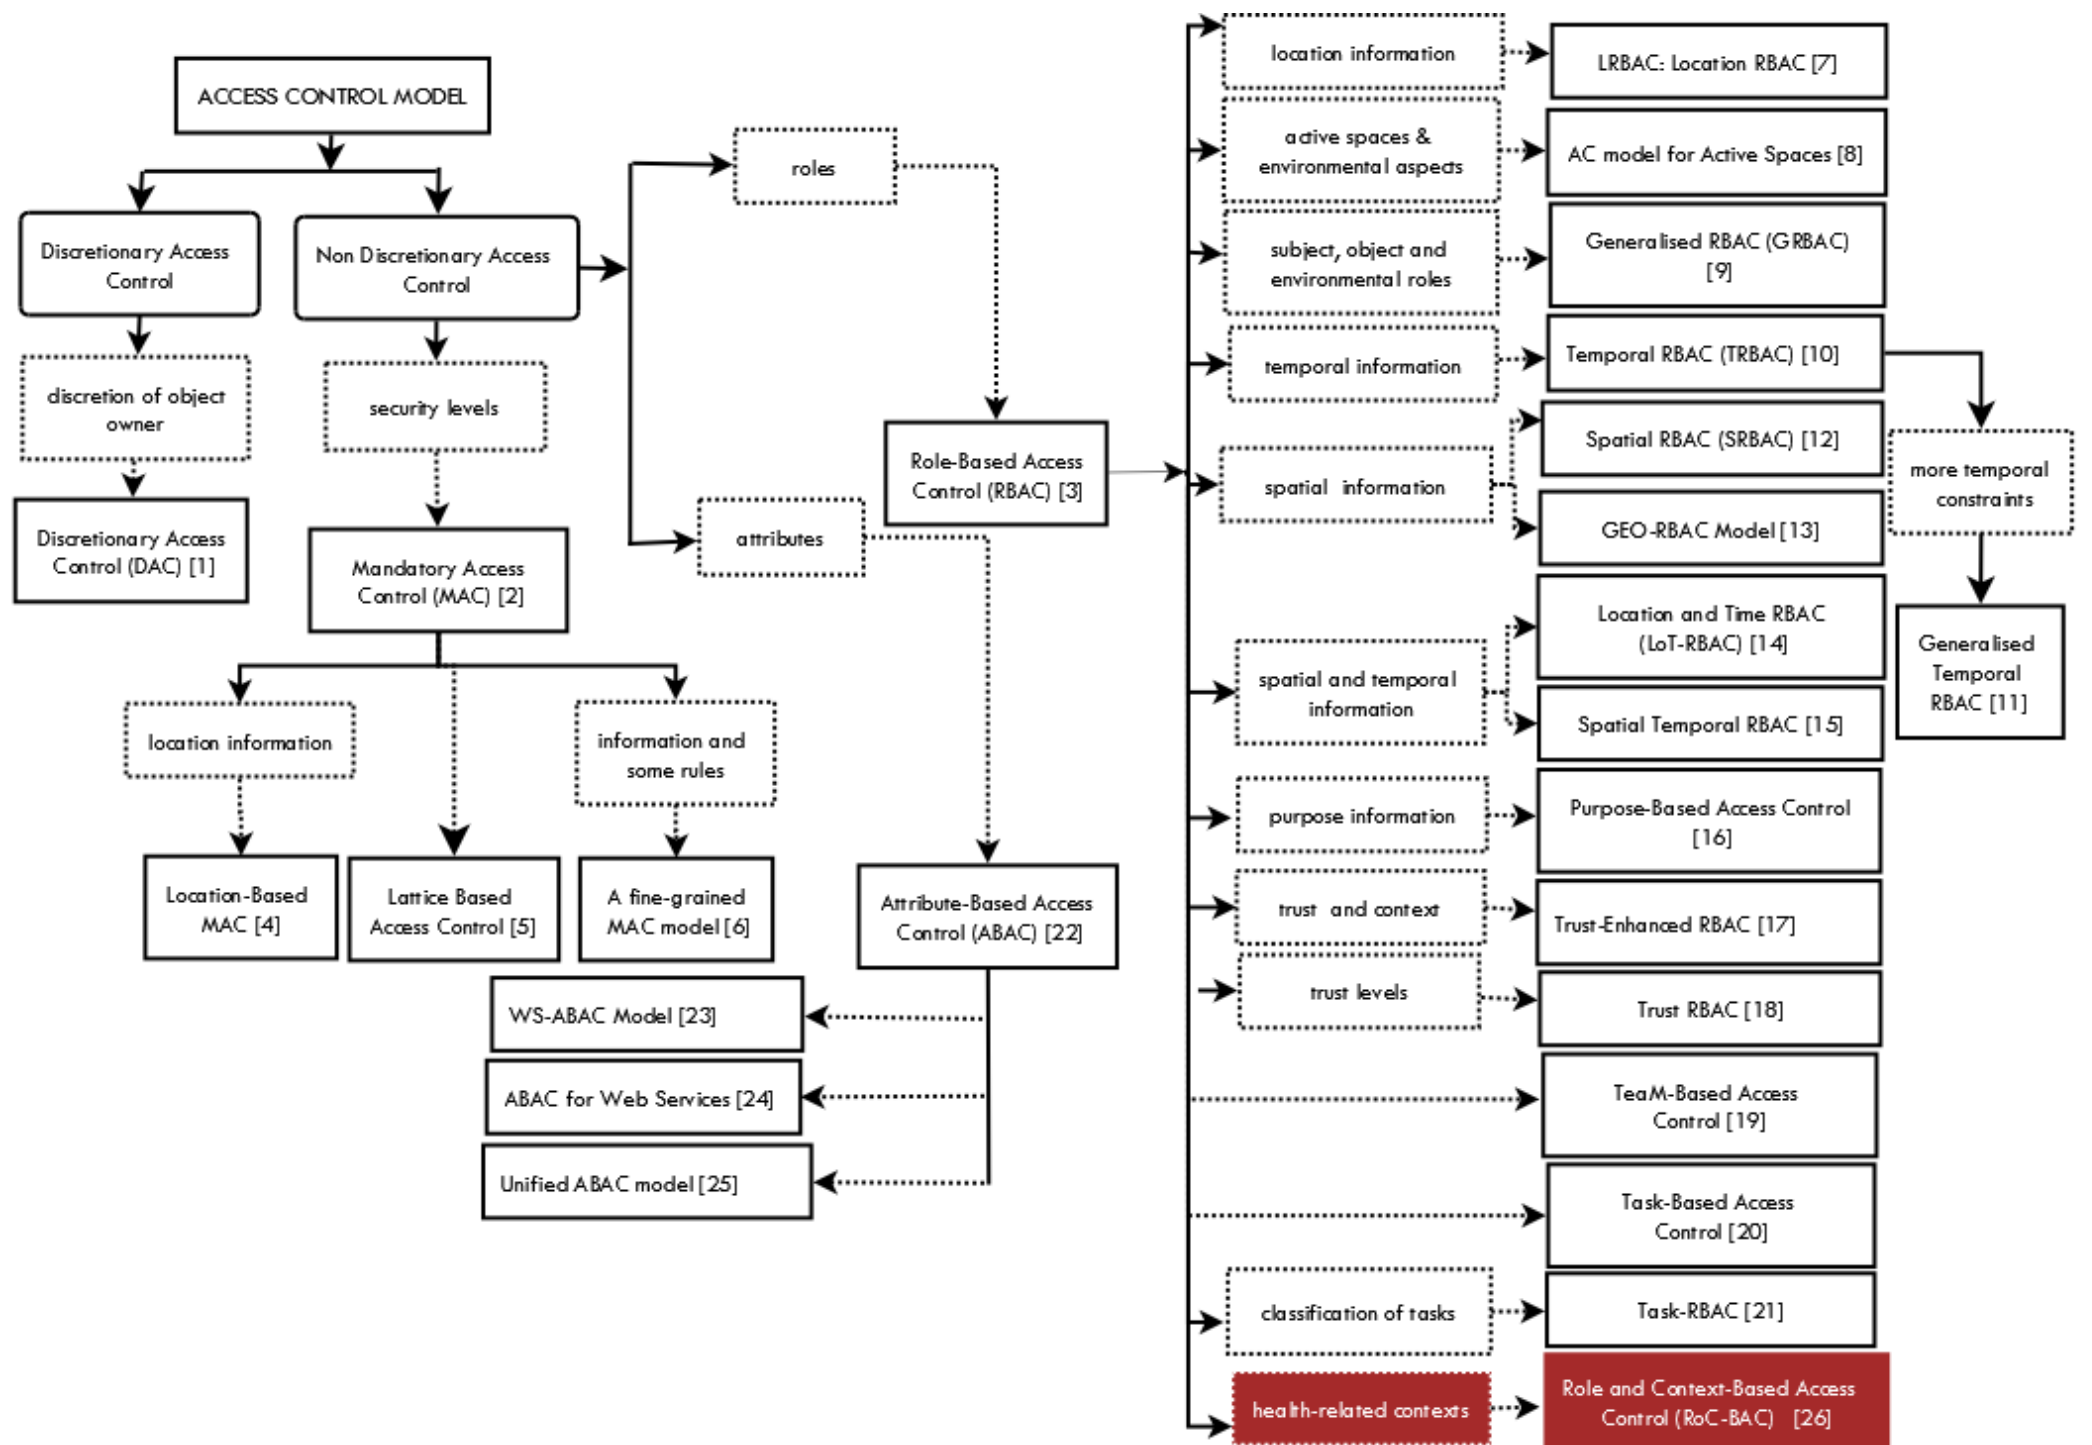 ACCESS CONTROL MODEL
Discretionary Access
Control
Non Discretionary Access
Control
discretion of object
owner
security levels
Discretionary Access
Control (DAC) [1]
Mandatory Access
Control (MAC) [2]
location information
information and
some rules
Location-Based
MAC [4]
Lattice Based
Access Control [5]
A fine-grained
MAC model [6]
roles
attributes
Role-Based Access
Control (RBAC) [3]
Attribute-Based Access
Control (ABAC) [22]
WS-ABAC Model [23]
ABAC for Web Services [24]
Unified ABAC model [25]
location information
LRBAC: Location RBAC [7]
active spaces &
environmental aspects
AC model for Active Spaces [8]
subject, object and
environmental roles
Generalised RBAC (GRBAC)
[9]
temporal information
Temporal RBAC (TRBAC) [10]
more temporal
constraints
Generalised
Temporal
RBAC [11]
spatial information
Spatial RBAC (SRBAC) [12]
GEO-RBAC Model [13]
spatial and temporal
information
Location and Time RBAC
(LoT-RBAC) [14]
Spatial Temporal RBAC [15]
purpose information
Purpose-Based Access Control
[16]
trust and context
Trust-Enhanced RBAC [17]
trust levels
Trust RBAC [18]
TeaM-Based Access
Control [19]
Task-Based Access
Control [20]
classification of tasks
Task-RBAC [21]
health-related contexts
Role and Context-Based Access
Control (RoC-BAC) [26]